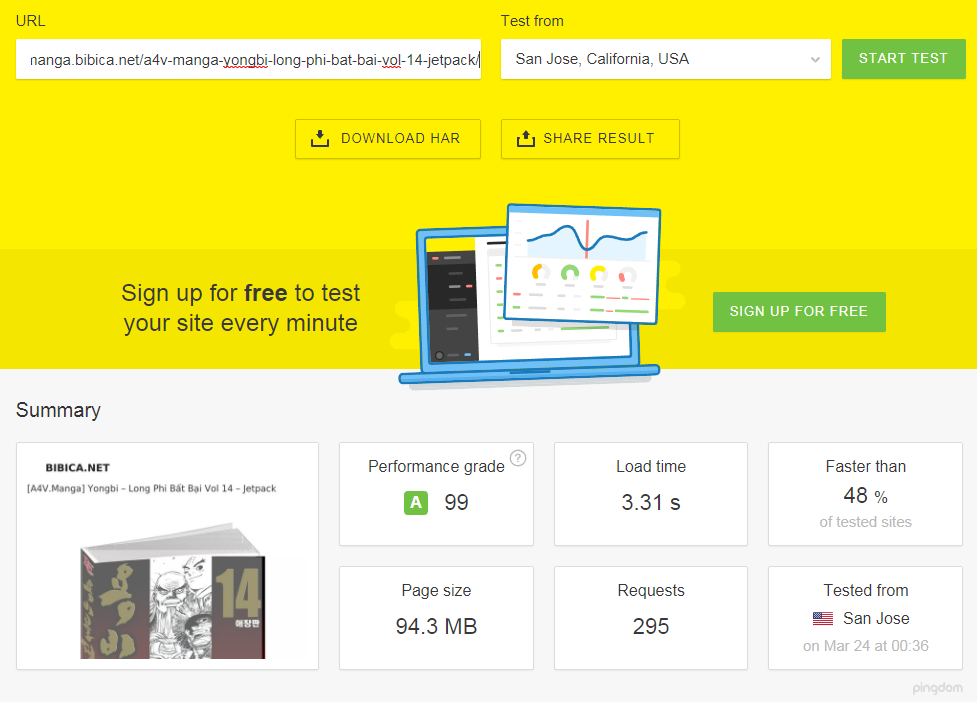 URL
Test from
manga.bibica.net/a4v-manga-yongbi-long-phi-bat-bai-vol-14-jetpack/
San Jose, California, USA
START TEST
DOWNLOAD HAR
SHARE RESULT
Sign up for free to test
your site every minute
SIGN UP FOR FREE
Summary
BIBICA.NET
[A4V.Manga] Yongbi – Long Phi Bất Bại Vol 14 – Jetpack
14
애장판
Performance grade ?
A 99
Load time
3.31 s
Faster than
48 %
of tested sites
Page size
94.3 MB
Requests
295
Tested from
San Jose
on Mar 24 at 00:36
pingdom